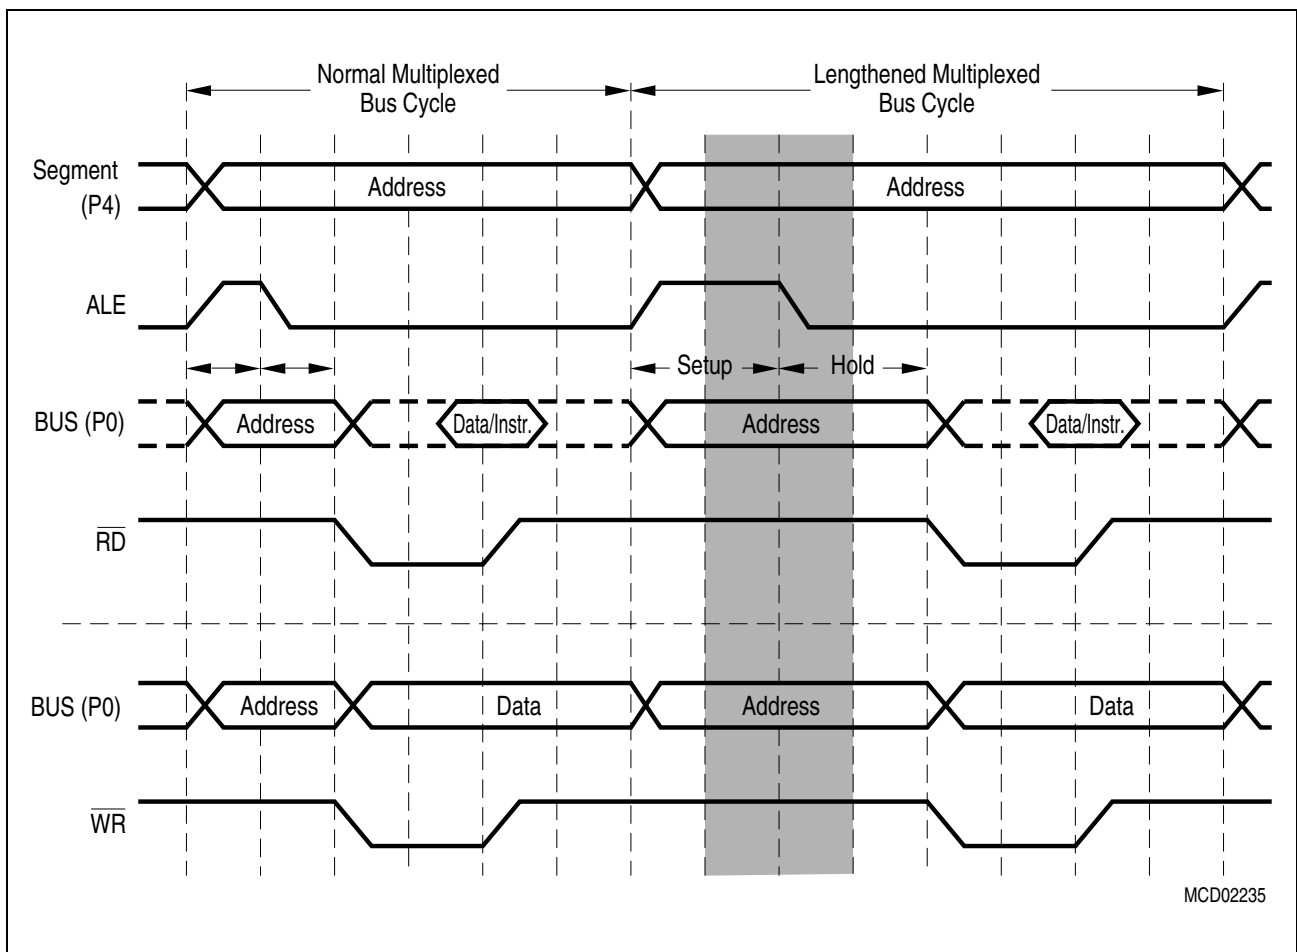 Normal Multiplexed
Bus Cycle
Lengthened Multiplexed
Bus Cycle
Segment
(P4)
Address
Address
ALE
Setup
Hold
BUS (P0)
Address
Data/Instr.
Address
Data/Instr.
RD
BUS (P0)
Address
Data
Address
Data
WR
MCD02235